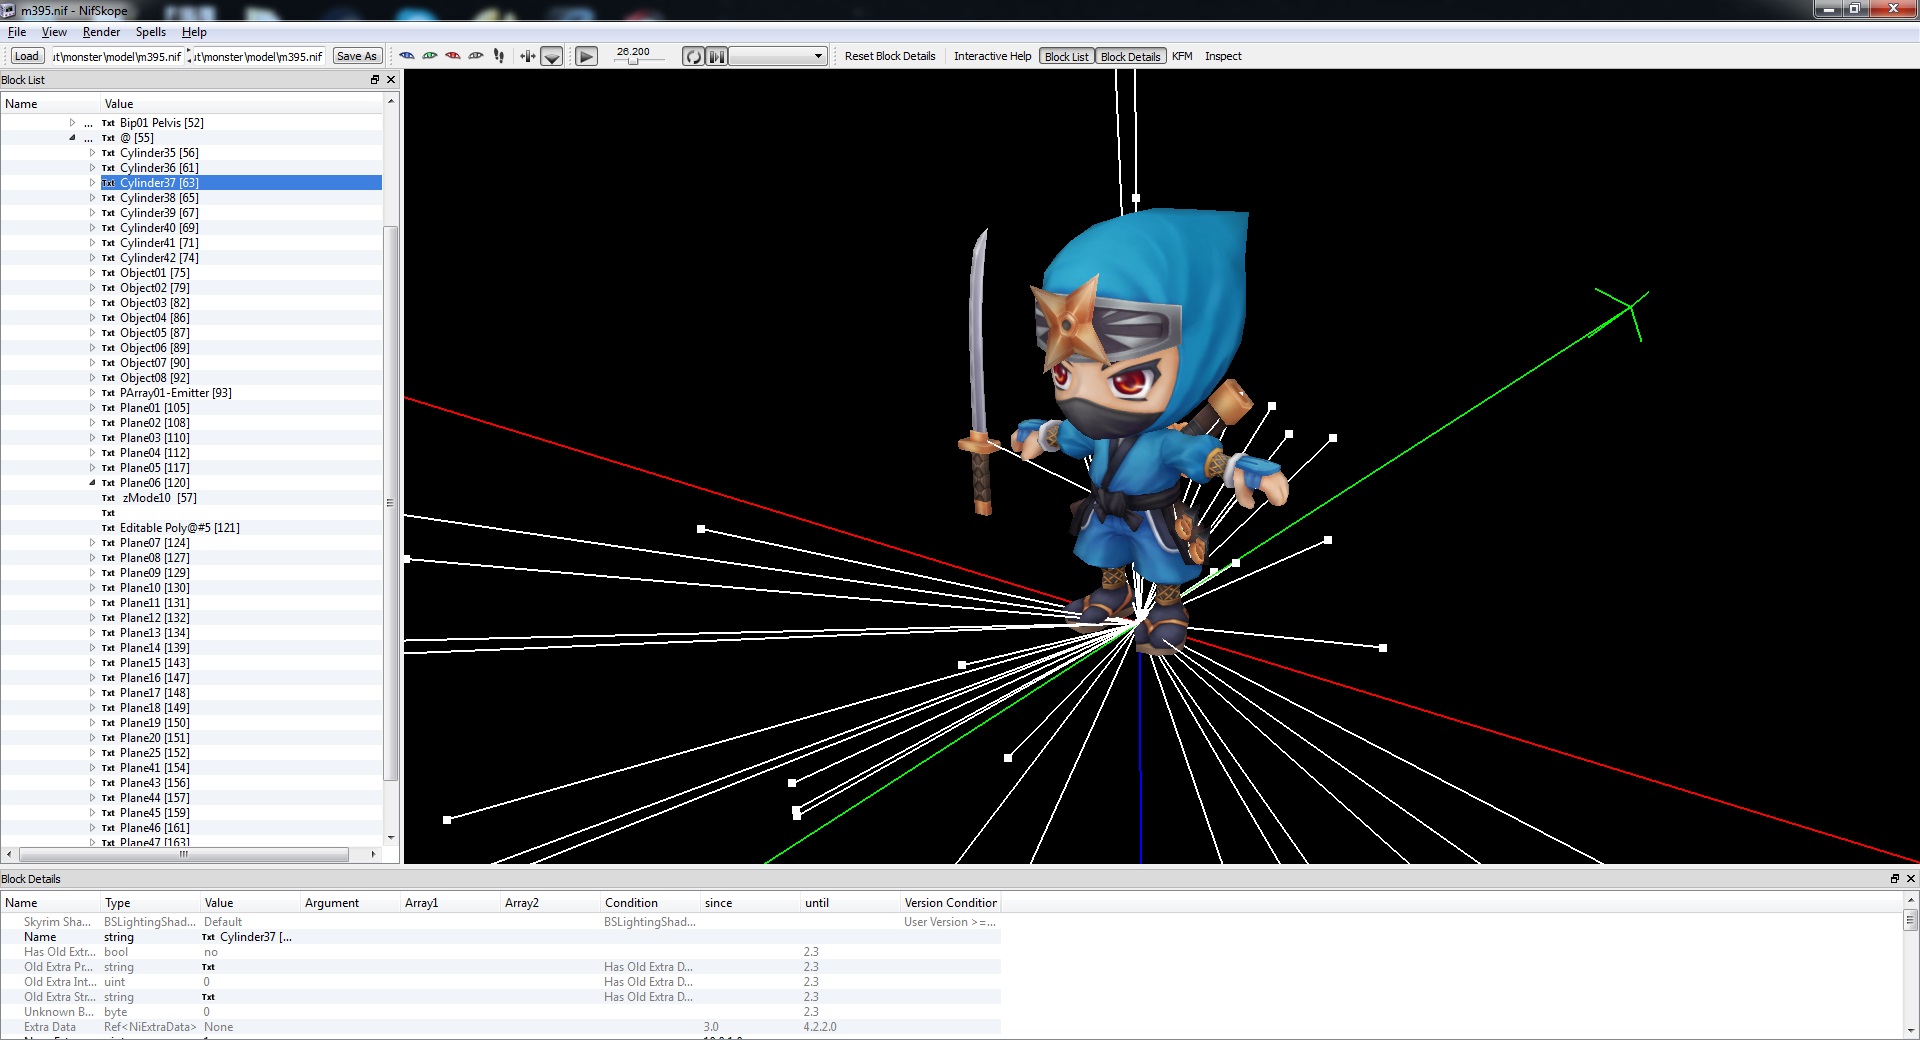 m395.nif - NifSkope
File View Render Spells Help
Load ut\monster\model\m395.nif ut\monster\model\m395.nif Save As 26.200 Reset Block Details Interactive Help Block List Block Details KFM Inspect
Block List
Name Value
... Txt Bip01 Pelvis [52]
... Txt @ [55]
Txt Cylinder35 [56]
Txt Cylinder36 [61]
Txt Cylinder37 [63]
Txt Cylinder38 [65]
Txt Cylinder39 [67]
Txt Cylinder40 [69]
Txt Cylinder41 [71]
Txt Cylinder42 [74]
Txt Object01 [75]
Txt Object02 [79]
Txt Object03 [82]
Txt Object04 [86]
Txt Object05 [87]
Txt Object06 [89]
Txt Object07 [90]
Txt Object08 [92]
Txt PArray01-Emitter [93]
Txt Plane01 [105]
Txt Plane02 [108]
Txt Plane03 [110]
Txt Plane04 [112]
Txt Plane05 [117]
Txt Plane06 [120]
Txt zMode10 [57]
Txt
Txt Editable Poly@#5 [121]
Txt Plane07 [124]
Txt Plane08 [127]
Txt Plane09 [129]
Txt Plane10 [130]
Txt Plane11 [131]
Txt Plane12 [132]
Txt Plane13 [134]
Txt Plane14 [139]
Txt Plane15 [143]
Txt Plane16 [147]
Txt Plane17 [148]
Txt Plane18 [149]
Txt Plane19 [150]
Txt Plane20 [151]
Txt Plane25 [152]
Txt Plane41 [154]
Txt Plane43 [156]
Txt Plane44 [157]
Txt Plane45 [159]
Txt Plane46 [161]
Txt Plane47 [163]
Block Details
Name Type Value Argument Array1 Array2 Condition since until Version Condition
Skyrim Sha... BSLightingShad... Default BSLightingShad... User Version >=...
Name string Txt Cylinder37 [...
Has Old Extr... bool no 2.3
Old Extra Pr... string Txt Has Old Extra D... 2.3
Old Extra Int... uint 0 Has Old Extra D... 2.3
Old Extra Str... string Txt Has Old Extra D... 2.3
Unknown B... byte 0 2.3
Extra Data Ref<NiExtraData> None 3.0 4.2.2.0